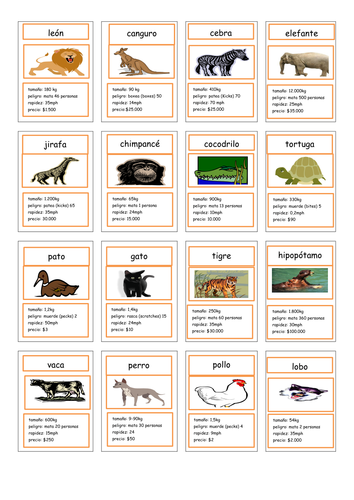 león
tamaño: 180 kg
peligro: mata 46 personas
rapidez: 35mph
precio: $1.500
canguro
tamaño: 90 kg
peligro: boxea (boxes) 50
rapidez: 14mph
precio: $25.000
cebra
tamaño: 410kg
peligro: patea (Kicks) 70
rapidez: 70 mph
precio: $25.000
elefante
tamaño: 12.000kg
peligro: mata 500 personas
rapidez: 25mph
precio: $35.000
jirafa
tamaño: 1.200kg
peligro: patea (kicks) 65
rapidez: 35mph
precio: 30.000
chimpancé
tamaño: 65kg
peligro: mata 1 persona
rapidez: 24mph
precio: 15.000
cocodrilo
tamaño: 900kg
peligro: mata 13 personas
rapidez: 10mph
precio: 10.000
tortuga
tamaño: 230kg
peligro: muerde (bites) 5
rapidez: 0,2mph
precio: $90
pato
tamaño: 1,2kg
peligro: muerde (pecks) 2
rapidez: 50mph
precio: $3
gato
tamaño: 1,4kg
peligro: rasca (scratches) 15
rapidez: 24mph
precio: $10
tigre
tamaño: 250kg
peligro: mata 60 personas
rapidez: 35mph
precio: $30.000
hipopótamo
tamaño: 1.800kg
peligro: mata 360 personas
rapidez: 30mph
precio: $100.000
vaca
tamaño: 600kg
peligro: mata 20 personas
rapidez: 15mph
precio: $250
perro
tamaño: 9-90kg
peligro: mata 30 personas
rapidez: 24
precio: $50
pollo
tamaño: 1,5kg
peligro: muerde (pecks) 4
rapidez: 9mph
precio: $2
lobo
tamaño: 54kg
peligro: mata 2 personas
rapidez: 35mph
precio: $2.000